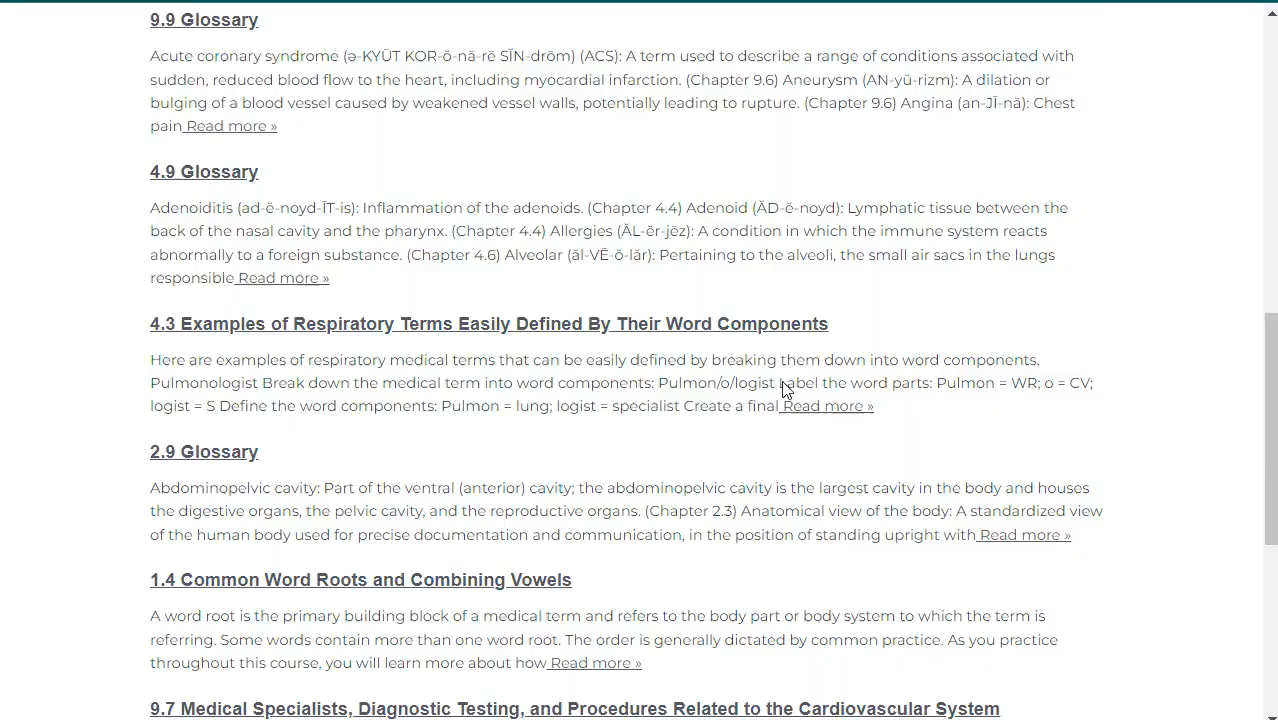 9.9 Glossary
Acute coronary syndrome (ə-KYŪT KOR-ŏ-nā-rē SĬN-drōm) (ACS): A term used to describe a range of conditions associated with
sudden, reduced blood flow to the heart, including myocardial infarction. (Chapter 9.6) Aneurysm (AN-yŭ-rizm): A dilation or
bulging of a blood vessel caused by weakened vessel walls, potentially leading to rupture. (Chapter 9.6) Angina (an-JĪ-nă): Chest
pain Read more »
4.9 Glossary
Adenoiditis (ad-ĕ-noyd-ĪT-is): Inflammation of the adenoids. (Chapter 4.4) Adenoid (ĂD-ĕ-noyd): Lymphatic tissue between the
back of the nasal cavity and the pharynx. (Chapter 4.4) Allergies (ĂL-ĕr-jēz): A condition in which the immune system reacts
abnormally to a foreign substance. (Chapter 4.6) Alveolar (ăl-VĒ-ŏ-lăr): Pertaining to the alveoli, the small air sacs in the lungs
responsible Read more »
4.3 Examples of Respiratory Terms Easily Defined By Their Word Components
Here are examples of respiratory medical terms that can be easily defined by breaking them down into word components.
Pulmonologist Break down the medical term into word components: Pulmon/o/logist Label the word parts: Pulmon = WR; o = CV;
logist = S Define the word components: Pulmon = lung; logist = specialist Create a final Read more »
2.9 Glossary
Abdominopelvic cavity: Part of the ventral (anterior) cavity; the abdominopelvic cavity is the largest cavity in the body and houses
the digestive organs, the pelvic cavity, and the reproductive organs. (Chapter 2.3) Anatomical view of the body: A standardized view
of the human body used for precise documentation and communication, in the position of standing upright with Read more »
1.4 Common Word Roots and Combining Vowels
A word root is the primary building block of a medical term and refers to the body part or body system to which the term is
referring. Some words contain more than one word root. The order is generally dictated by common practice. As you practice
throughout this course, you will learn more about how Read more »
9.7 Medical Specialists, Diagnostic Testing, and Procedures Related to the Cardiovascular System